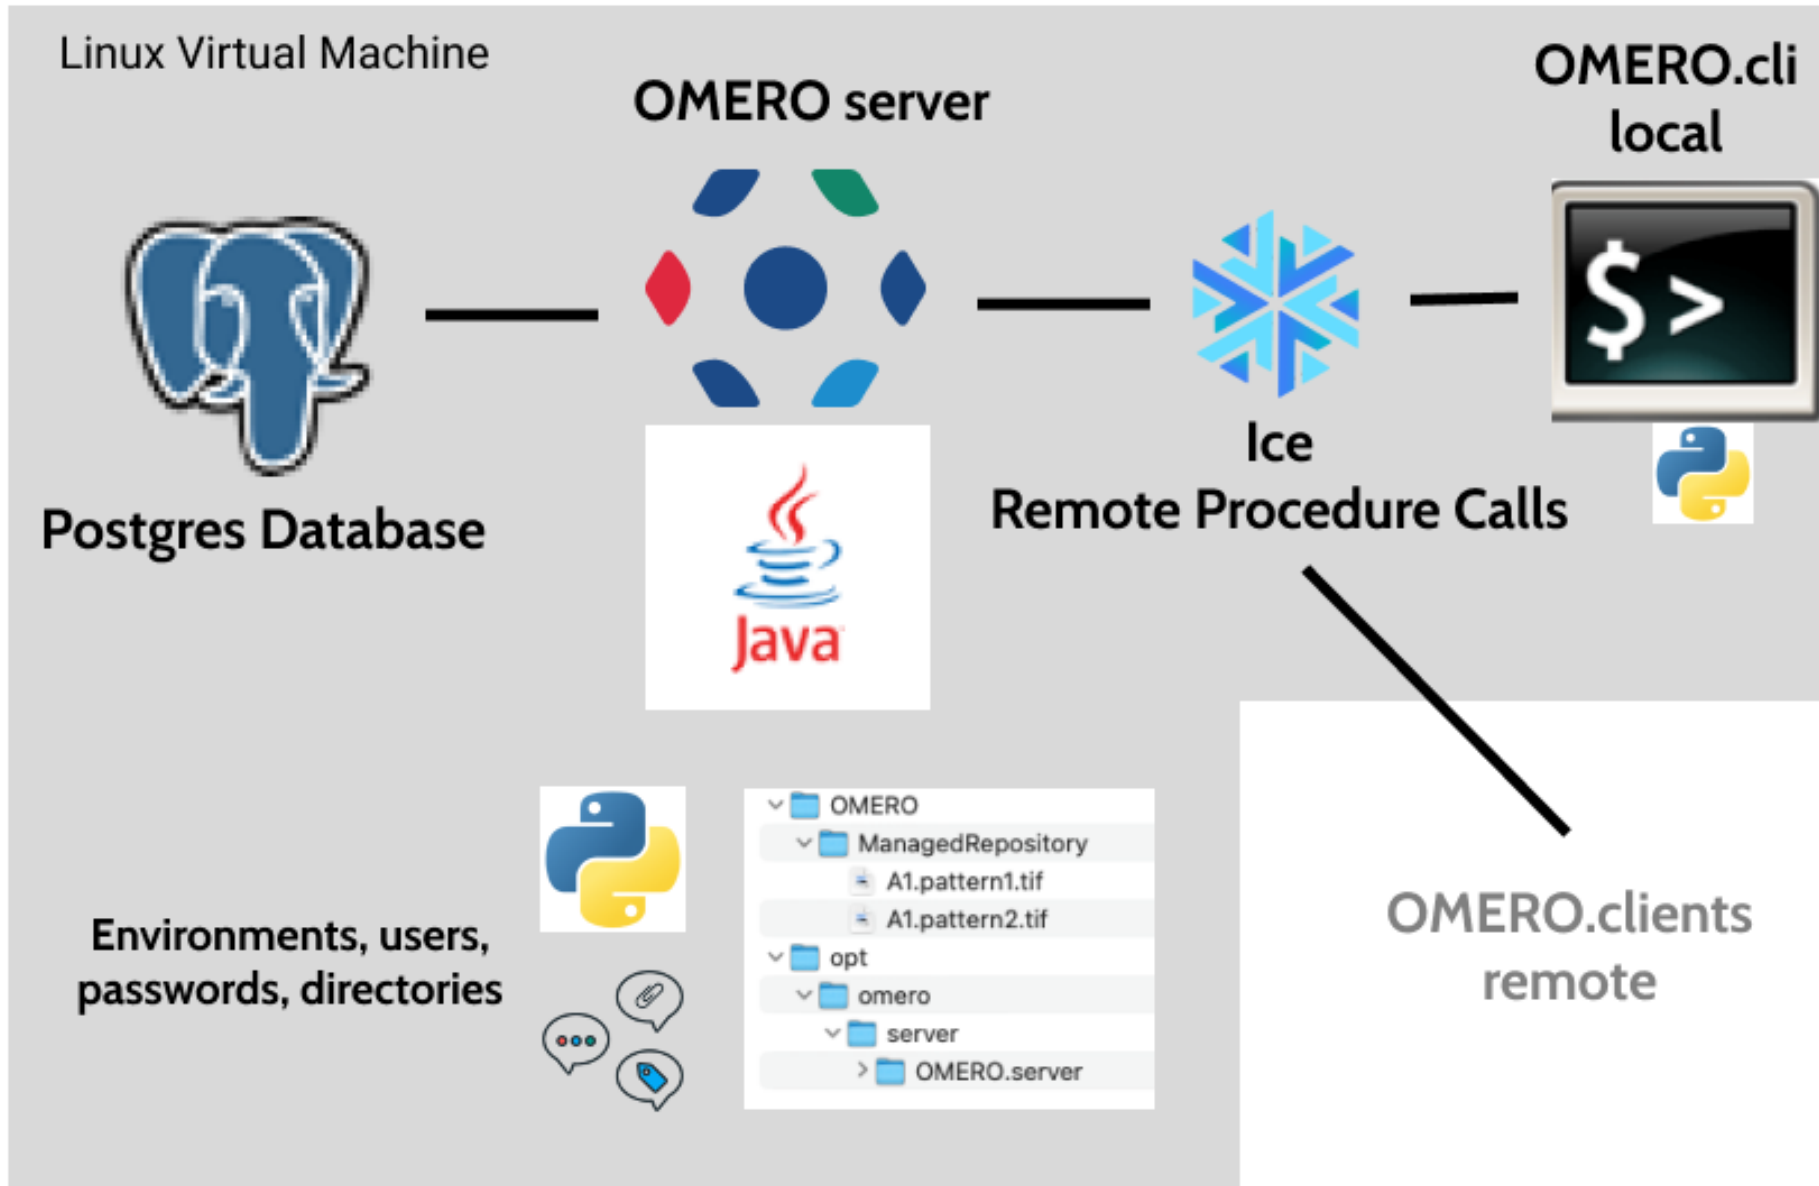 Linux Virtual Machine
OMERO server
OMERO.cli
local
$ >
Postgres Database
Ice
Remote Procedure Calls
Java
Environments, users,
passwords, directories
OMERO
ManagedRepository
A1.pattern1.tif
A1.pattern2.tif
opt
omero
server
OMERO.server
OMERO.clients
remote